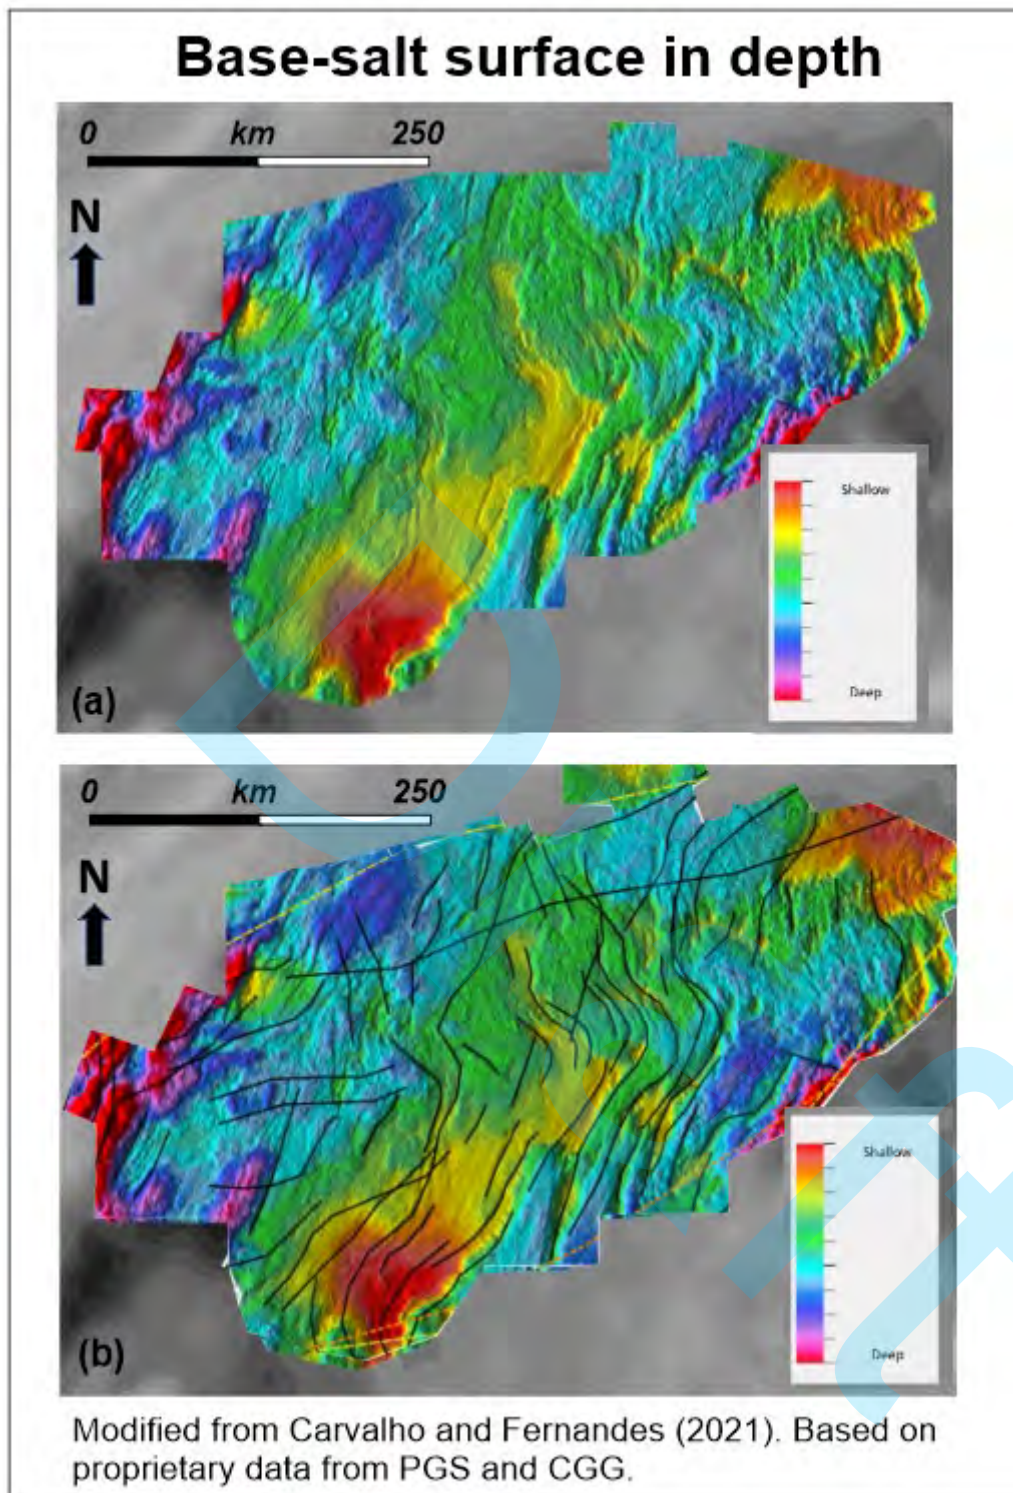 Base-salt surface in depth
0 km 250
N
Shallow
Deep
(a)
0 km 250
N
Shallow
Deep
(b)
Modified from Carvalho and Fernandes (2021). Based on
proprietary data from PGS and CGG.